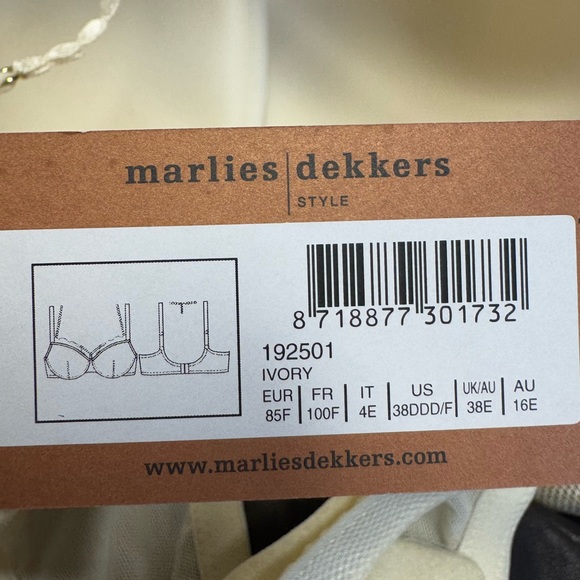 marlies dekkers
STYLE
8 718877 301732
192501
IVORY
EUR FR IT US UK/AU AU
85F 100F 4E 38DDD/F 38E 16E
www.marliesdekkers.com